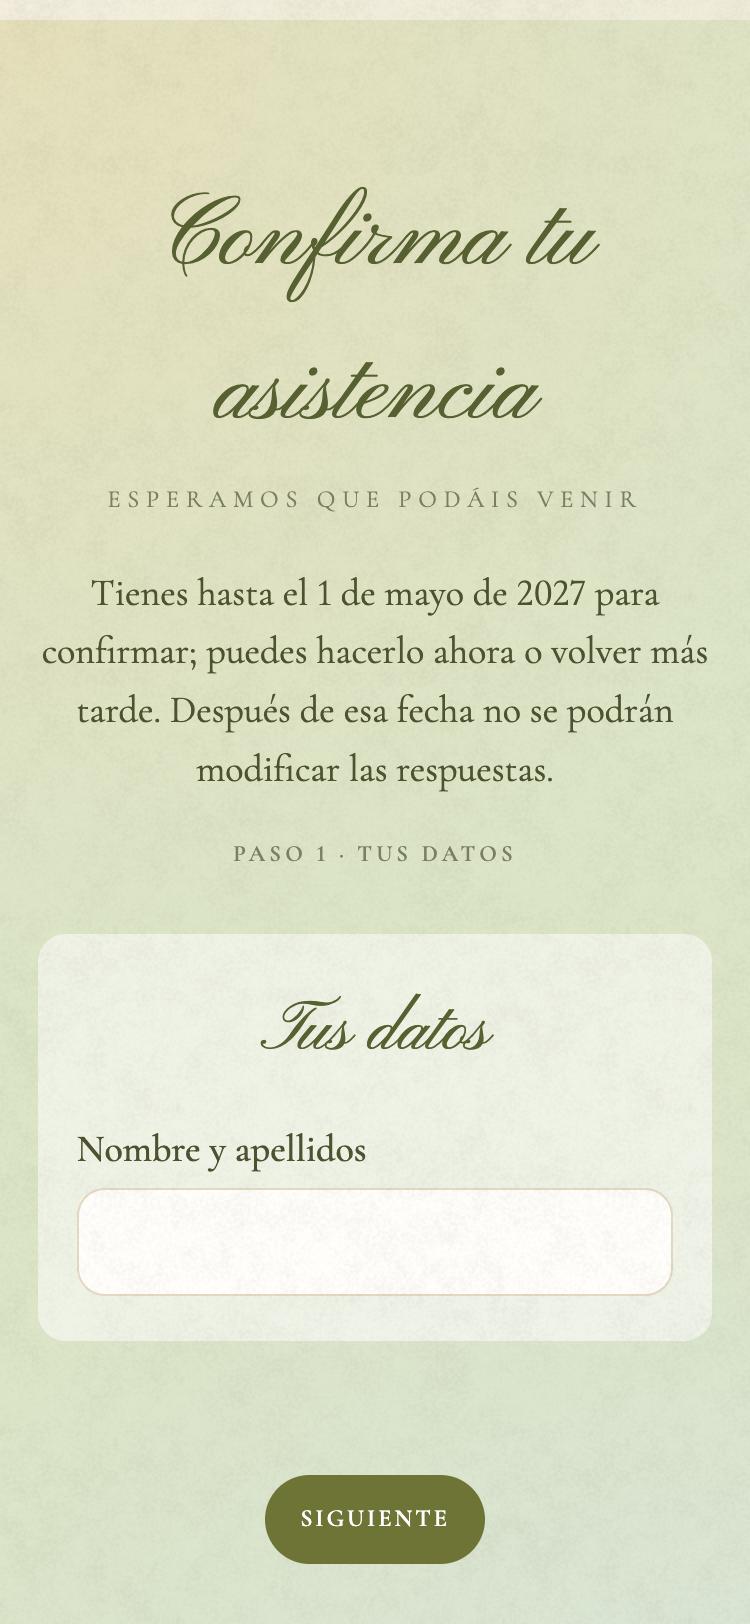 Confirma tu
asistencia
ESPERAMOS QUE PODÁIS VENIR
Tienes hasta el 1 de mayo de 2027 para
confirmar; puedes hacerlo ahora o volver más
tarde. Después de esa fecha no se podrán
modificar las respuestas.
PASO 1 · TUS DATOS
Tus datos
Nombre y apellidos
SIGUIENTE